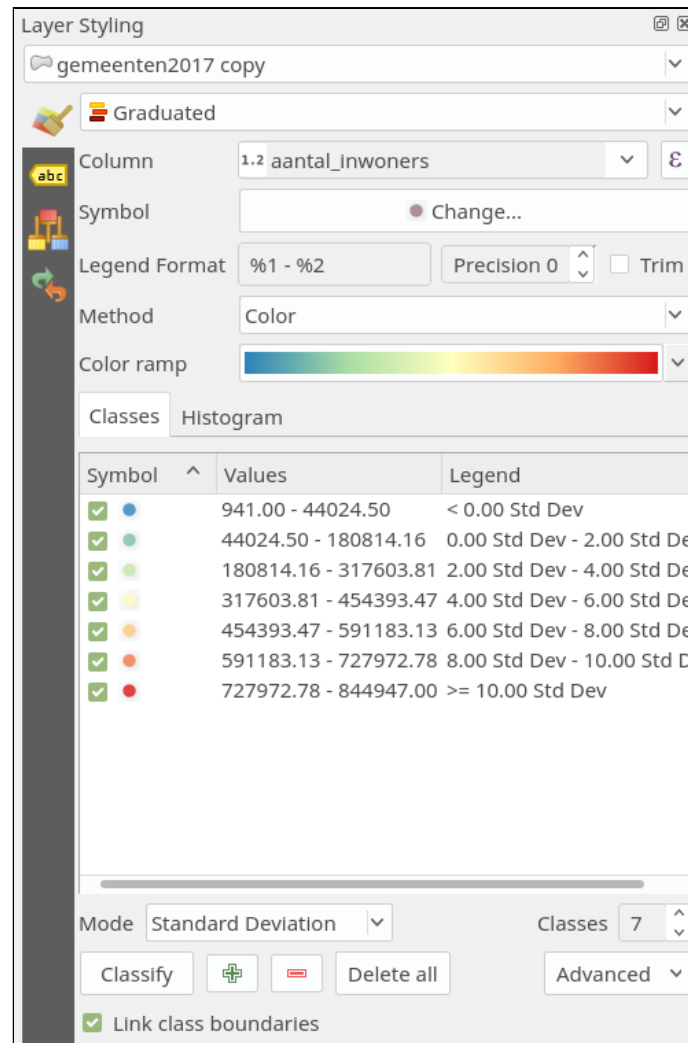 Layer Styling
gemeenten2017 copy
Graduated
abc
Column 1.2 aantal_inwoners ε
Symbol Change...
Legend Format %1 - %2 Precision 0 Trim
Method Color
Color ramp
Classes Histogram
Symbol Values Legend
941.00 - 44024.50 < 0.00 Std Dev
44024.50 - 180814.16 0.00 Std Dev - 2.00 Std De
180814.16 - 317603.81 2.00 Std Dev - 4.00 Std De
317603.81 - 454393.47 4.00 Std Dev - 6.00 Std De
454393.47 - 591183.13 6.00 Std Dev - 8.00 Std De
591183.13 - 727972.78 8.00 Std Dev - 10.00 Std D
727972.78 - 844947.00 >= 10.00 Std Dev
Mode Standard Deviation Classes 7
Classify Delete all Advanced
Link class boundaries